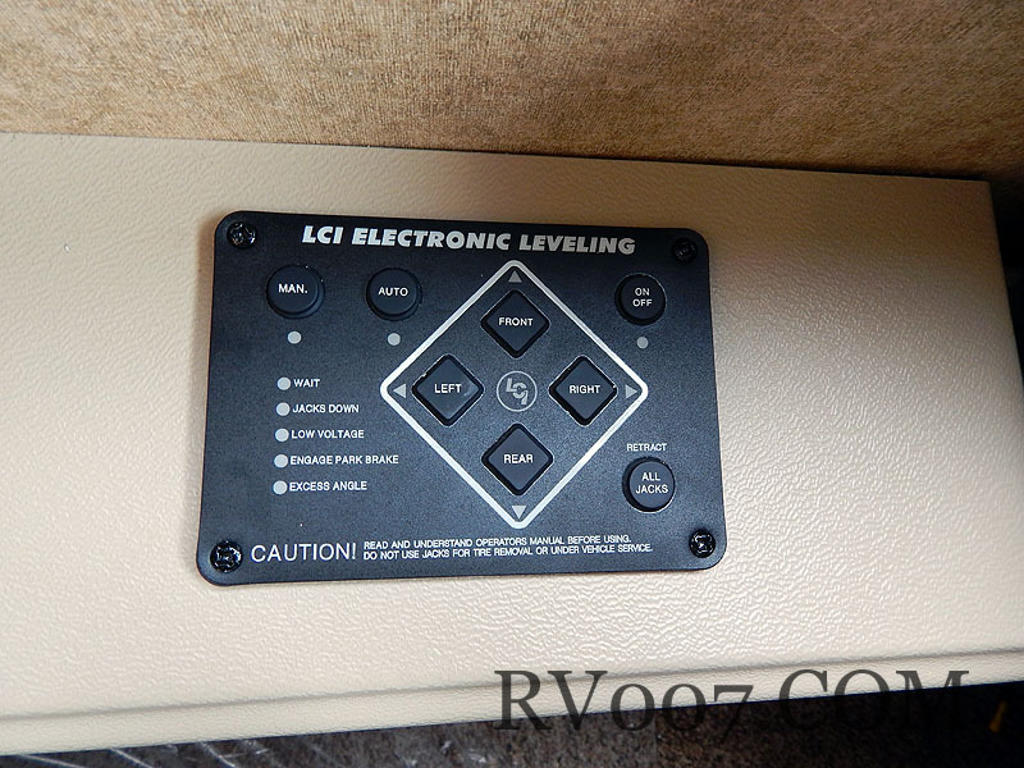 LCI ELECTRONIC LEVELING
MAN.
AUTO
ON
OFF
FRONT
LEFT
LCI
RIGHT
REAR
WAIT
JACKS DOWN
LOW VOLTAGE
ENGAGE PARK BRAKE
EXCESS ANGLE
RETRACT
ALL
JACKS
CAUTION! READ AND UNDERSTAND OPERATORS MANUAL BEFORE USING.
DO NOT USE JACKS FOR TIRE REMOVAL OR UNDER VEHICLE SERVICE.
RV007.COM